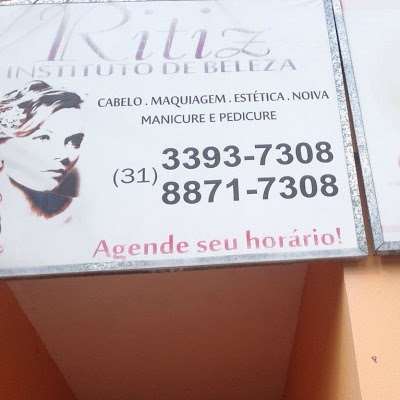 Ritiz
INSTITUTO DE BELEZA
CABELO . MAQUIAGEM . ESTÉTICA . NOIVA
MANICURE E PEDICURE
(31) 3393-7308
8871-7308
Agende seu horário!